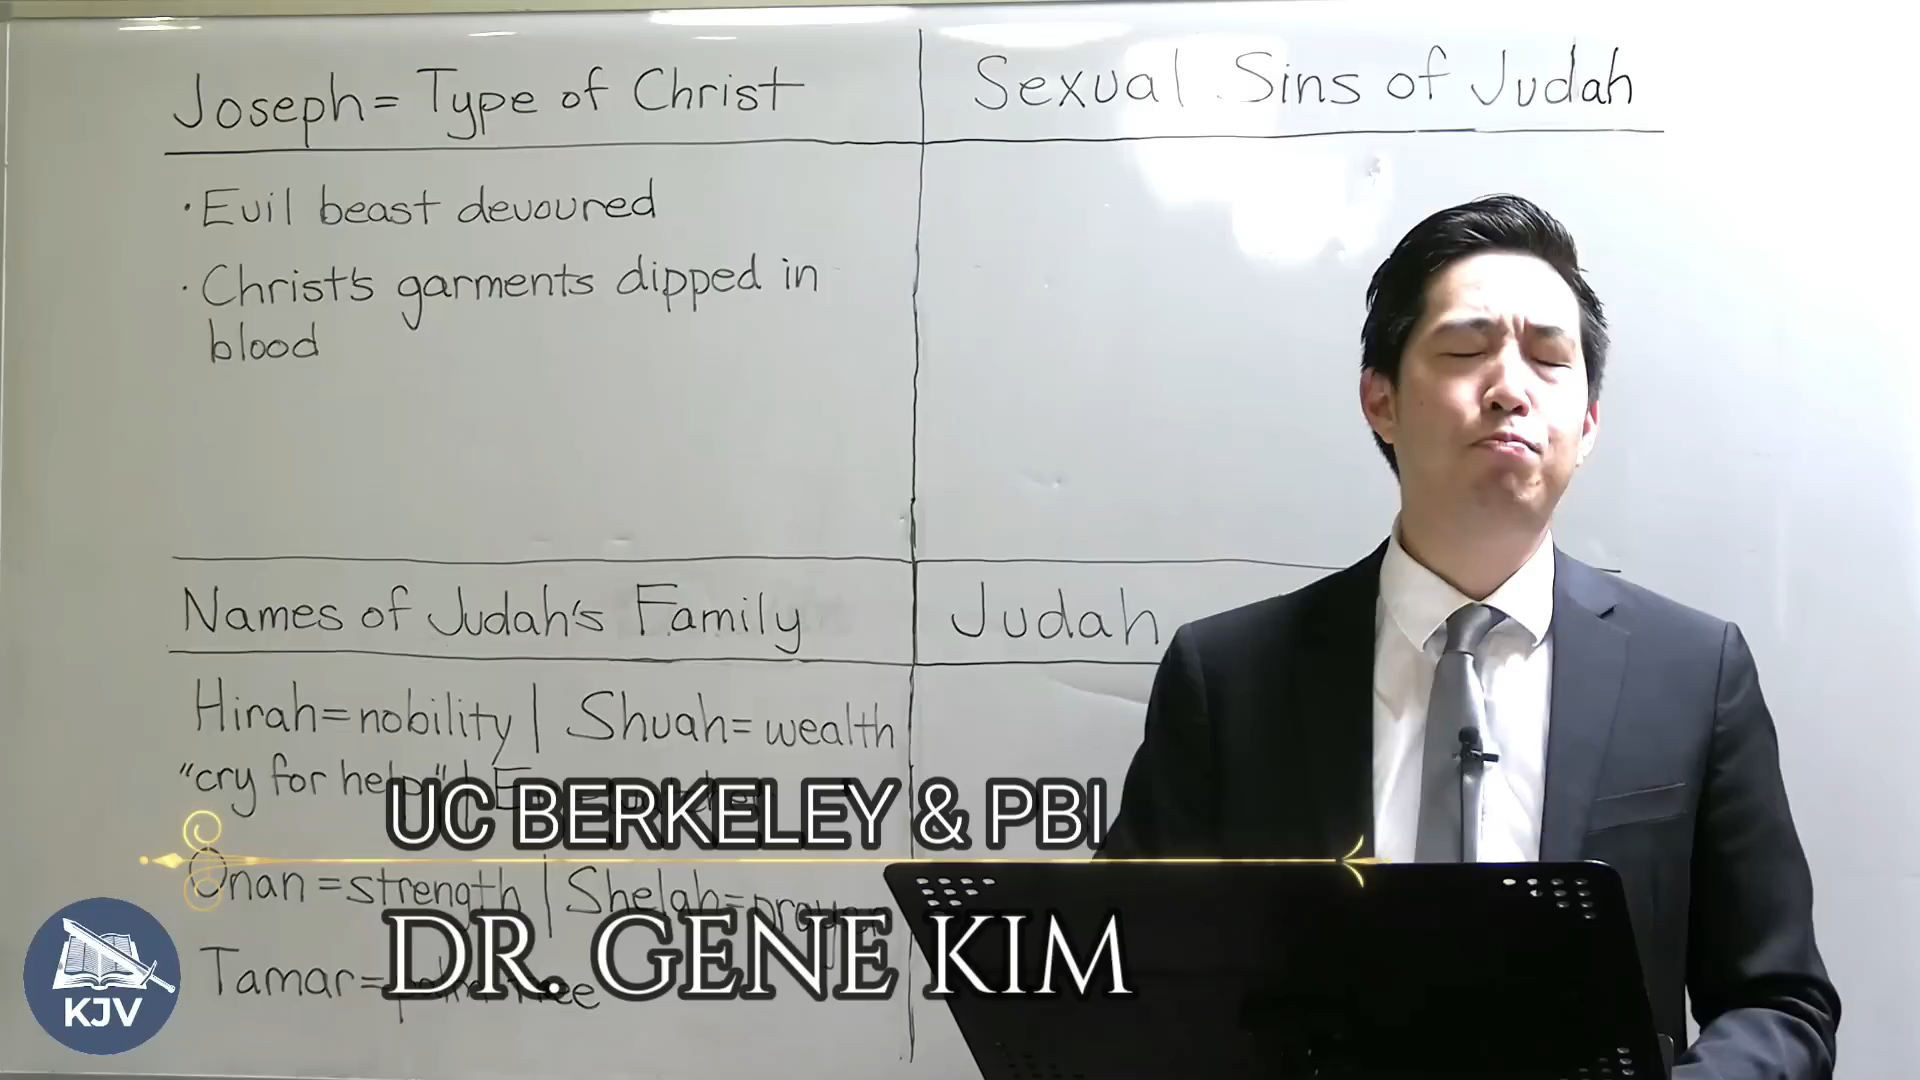 Joseph = Type of Christ
• Evil beast devoured
• Christ's garments dipped in
blood
Sexual Sins of Judah
Names of Judah's Family
Hirah = nobility | Shuah = wealth
"cry for help" |
Onan = strength | Shelah = prayer
Tamar = palm tree
Judah
UC BERKELEY & PBI
DR. GENE KIM
KJV